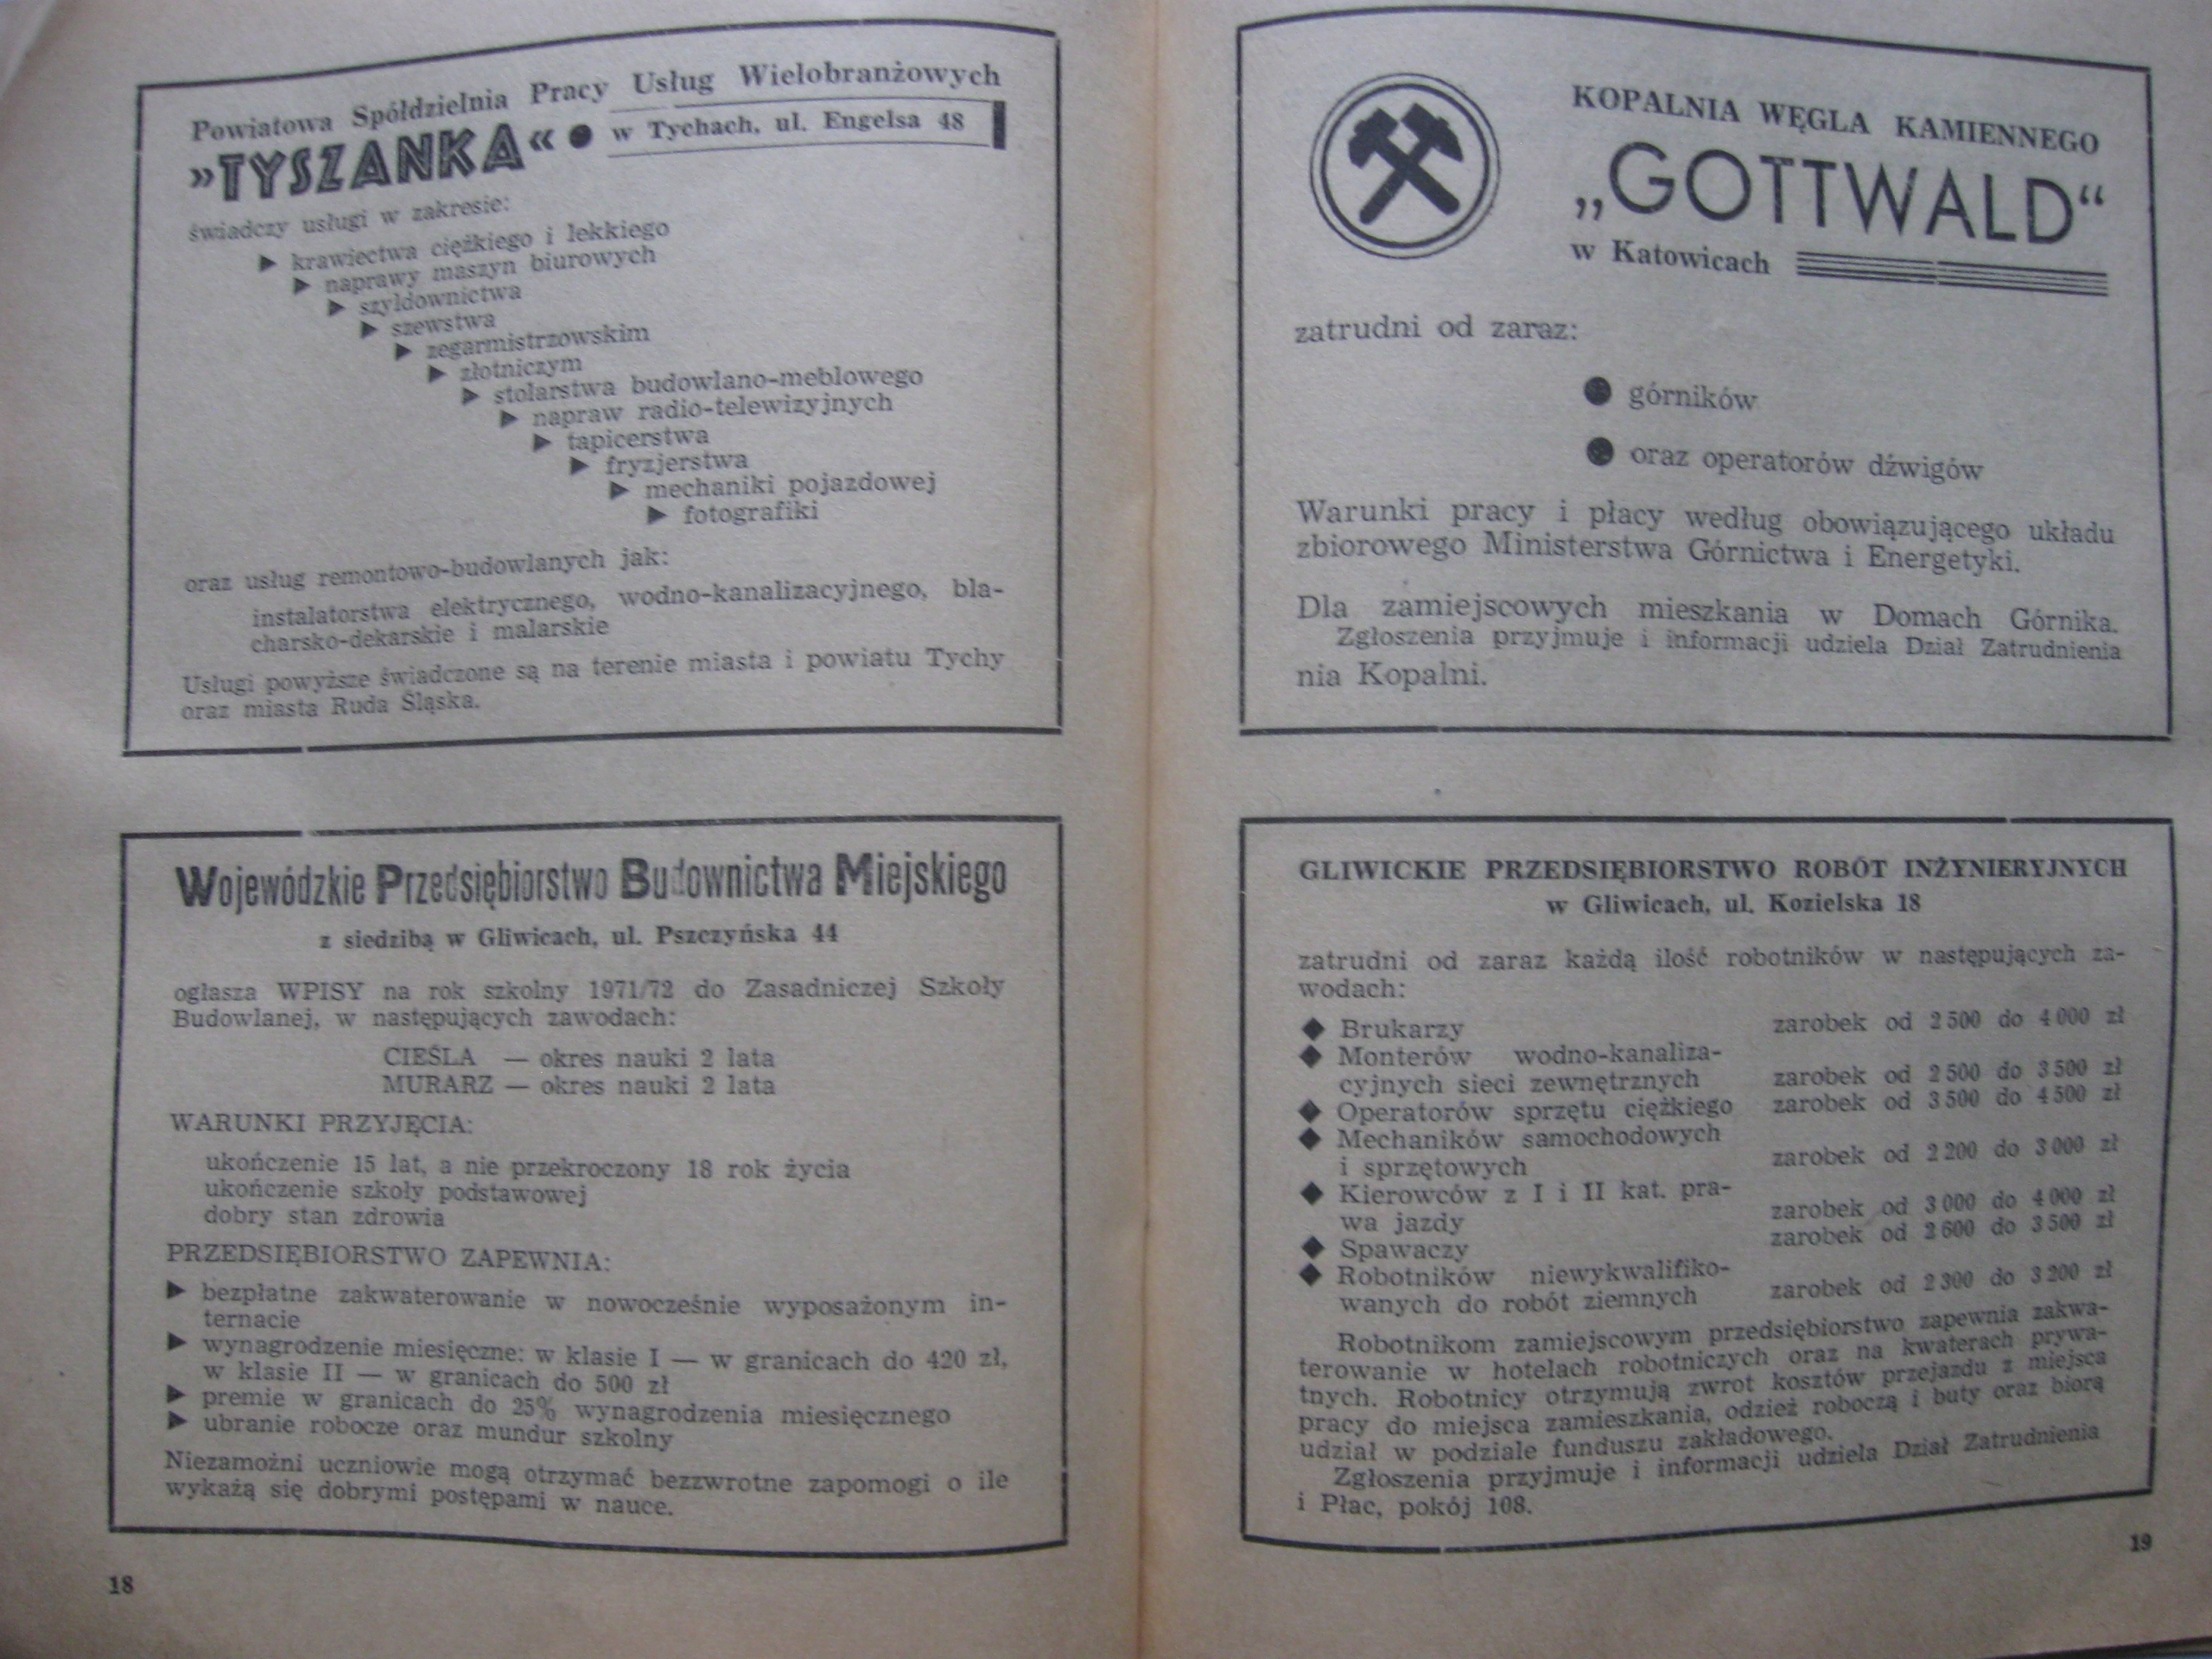 Powiatowa Spółdzielnia Pracy Usług Wielobranżowych
»TYSZANKA« ● w Tychach, ul. Engelsa 48
świadczy usługi w zakresie:
► krawiectwa ciężkiego i lekkiego
► naprawy maszyn biurowych
► szyldownictwa
► szewstwa
► zegarmistrzowskim
► złotniczym
► stolarstwa budowlano-meblowego
► napraw radio-telewizyjnych
► tapicerstwa
► fryzjerstwa
► mechaniki pojazdowej
► fotografiki
oraz usług remontowo-budowlanych jak:
instalatorstwa elektrycznego, wodno-kanalizacyjnego, bla-
charsko-dekarskie i malarskie
Usługi powyższe świadczone są na terenie miasta i powiatu Tychy
oraz miasta Ruda Śląska.
Wojewódzkie Przedsiębiorstwo Budownictwa Miejskiego
z siedzibą w Gliwicach, ul. Pszczyńska 44
ogłasza WPISY na rok szkolny 1971/72 do Zasadniczej Szkoły
Budowlanej, w następujących zawodach:
CIEŚLA — okres nauki 2 lata
MURARZ — okres nauki 2 lata
WARUNKI PRZYJĘCIA:
ukończenie 15 lat, a nie przekroczony 18 rok życia
ukończenie szkoły podstawowej
dobry stan zdrowia
PRZEDSIĘBIORSTWO ZAPEWNIA:
► bezpłatne zakwaterowanie w nowocześnie wyposażonym in-
ternacie
► wynagrodzenie miesięczne: w klasie I — w granicach do 420 zł,
w klasie II — w granicach do 500 zł
► premie w granicach do 25% wynagrodzenia miesięcznego
► ubranie robocze oraz mundur szkolny
Niezamożni uczniowie mogą otrzymać bezzwrotne zapomogi o ile
wykażą się dobrymi postępami w nauce.
18
KOPALNIA WĘGLA KAMIENNEGO
„GOTTWALD“
w Katowicach
zatrudni od zaraz:
● górników
● oraz operatorów dźwigów
Warunki pracy i płacy według obowiązującego układu
zbiorowego Ministerstwa Górnictwa i Energetyki.
Dla zamiejscowych mieszkania w Domach Górnika.
Zgłoszenia przyjmuje i informacji udziela Dział Zatrudnienia
nia Kopalni.
GLIWICKIE PRZEDSIĘBIORSTWO ROBÓT INŻYNIERYJNYCH
w Gliwicach, ul. Kozielska 18
zatrudni od zaraz każdą ilość robotników w następujących za-
wodach:
◆ Brukarzy zarobek od 2 500 do 4 000 zł
◆ Monterów wodno-kanaliza-
cyjnych sieci zewnętrznych zarobek od 2 500 do 3 500 zł
◆ Operatorów sprzętu ciężkiego zarobek od 3 500 do 4 500 zł
◆ Mechaników samochodowych
i sprzętowych zarobek od 2 200 do 3 000 zł
◆ Kierowców z I i II kat. pra-
wa jazdy zarobek od 3 000 do 4 000 zł
◆ Spawaczy zarobek od 2 600 do 3 500 zł
◆ Robotników niewykwalifiko-
wanych do robót ziemnych zarobek od 2 300 do 3 200 zł
Robotnikom zamiejscowym przedsiębiorstwo zapewnia zakwa-
terowanie w hotelach robotniczych oraz na kwaterach prywa-
tnych. Robotnicy otrzymują zwrot kosztów przejazdu z miejsca
pracy do miejsca zamieszkania, odzież roboczą i buty oraz biorą
udział w podziale funduszu zakładowego.
Zgłoszenia przyjmuje i informacji udziela Dział Zatrudnienia
i Płac, pokój 108.
19